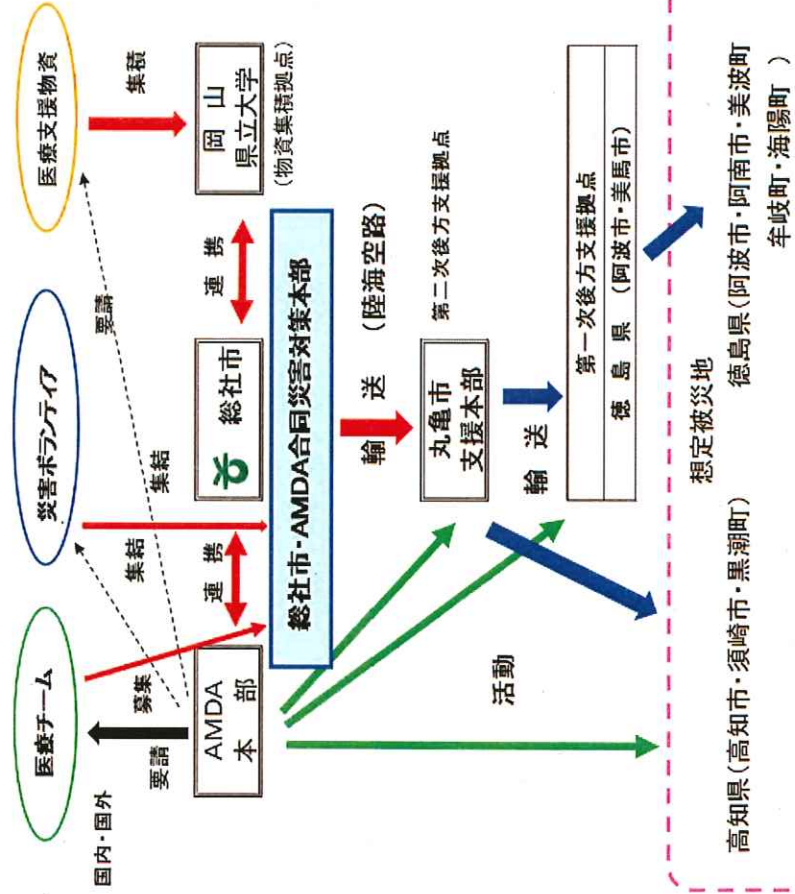 医療チーム
災害ボランティア
医療支援物資
国内・国外
要請
募集
集結
集結
要請
集積
AMDA
本　部
連　携
総社市
連　携
岡　山
県立大学
(物資集積拠点)
総社市・AMDA合同災害対策本部
輸　送　(陸海空路)
丸亀市
支援本部
第二次後方支援拠点
活動
輸　送
第一次後方支援拠点
徳　島　県　(阿波市・美馬市)
想定被災地
高知県(高知市・須崎市・黒潮町)
徳島県(阿波市・阿南市・美波町
牟岐町・海陽町　)